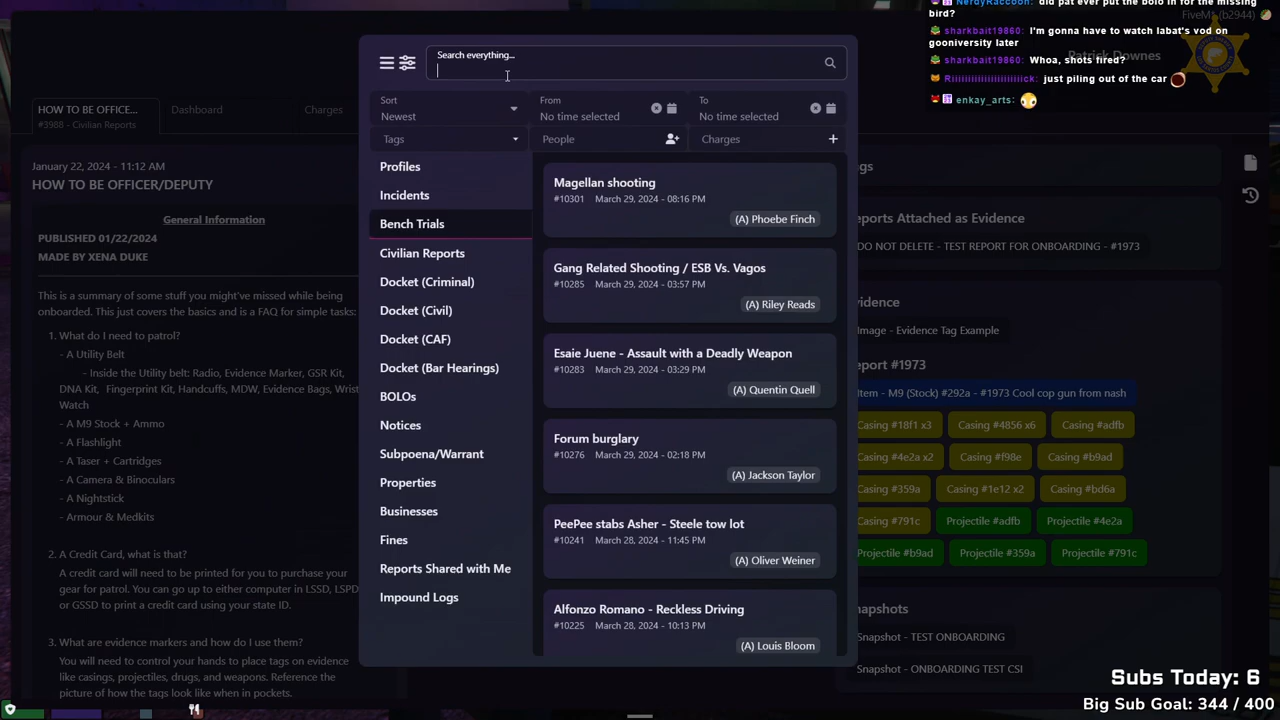 NerdyRaccoon: did pat ever put the bolo in for the missing
bird?
sharkbait19860: I'm gonna have to watch labat's vod on
gooniversity later
sharkbait19860: Whoa, shots fired?
Riiiiiiiiiiiiiiiick: just piling out of the car
enkay_arts:
FiveM® (b2944)
Patrick Downes
HOW TO BE OFFICE...
#3988 - Civilian Reports
Dashboard
Charges
January 22, 2024 - 11:12 AM
HOW TO BE OFFICER/DEPUTY
General Information
PUBLISHED 01/22/2024
MADE BY XENA DUKE
This is a summary of some stuff you might've missed while being
onboarded. This just covers the basics and is a FAQ for simple tasks:
1. What do I need to patrol?
- A Utility Belt
- Inside the Utility belt: Radio, Evidence Marker, GSR Kit,
DNA Kit, Fingerprint Kit, Handcuffs, MDW, Evidence Bags, Wrist
Watch
- A M9 Stock + Ammo
- A Flashlight
- A Taser + Cartridges
- A Camera & Binoculars
- A Nightstick
- Armour & Medkits
2. A Credit Card, what is that?
A credit card will need to be printed for you to purchase your
gear for patrol. You can go up to either computer in LSSD, LSPD
or GSSD to print a credit card using your state ID.
3. What are evidence markers and how do I use them?
You will need to control your hands to place tags on evidence
like casings, projectiles, drugs, and weapons. Reference the
picture of how the tags look like when in pockets.
Search everything...
Sort
Newest
From
No time selected
To
No time selected
Tags
People
Charges
Profiles
Incidents
Bench Trials
Civilian Reports
Docket (Criminal)
Docket (Civil)
Docket (CAF)
Docket (Bar Hearings)
BOLOs
Notices
Subpoena/Warrant
Properties
Businesses
Fines
Reports Shared with Me
Impound Logs
Magellan shooting
#10301 March 29, 2024 - 08:16 PM
(A) Phoebe Finch
Gang Related Shooting / ESB Vs. Vagos
#10285 March 29, 2024 - 03:57 PM
(A) Riley Reads
Esaie Juene - Assault with a Deadly Weapon
#10283 March 29, 2024 - 03:29 PM
(A) Quentin Quell
Forum burglary
#10276 March 29, 2024 - 02:18 PM
(A) Jackson Taylor
PeePee stabs Asher - Steele tow lot
#10241 March 28, 2024 - 11:45 PM
(A) Oliver Weiner
Alfonzo Romano - Reckless Driving
#10225 March 28, 2024 - 10:13 PM
(A) Louis Bloom
gs
ports Attached as Evidence
DO NOT DELETE - TEST REPORT FOR ONBOARDING - #1973
vidence
Image - Evidence Tag Example
eport #1973
Item - M9 (Stock) #292a - #1973 Cool cop gun from nash
Casing #18f1 x3
Casing #4856 x6
Casing #adfb
Casing #4e2a x2
Casing #f98e
Casing #b9ad
Casing #359a
Casing #1e12 x2
Casing #bd6a
Casing #791c
Projectile #adfb
Projectile #4e2a
Projectile #b9ad
Projectile #359a
Projectile #791c
apshots
Snapshot - TEST ONBOARDING
Snapshot - ONBOARDING TEST CSI
Subs Today: 6
Big Sub Goal: 344 / 400